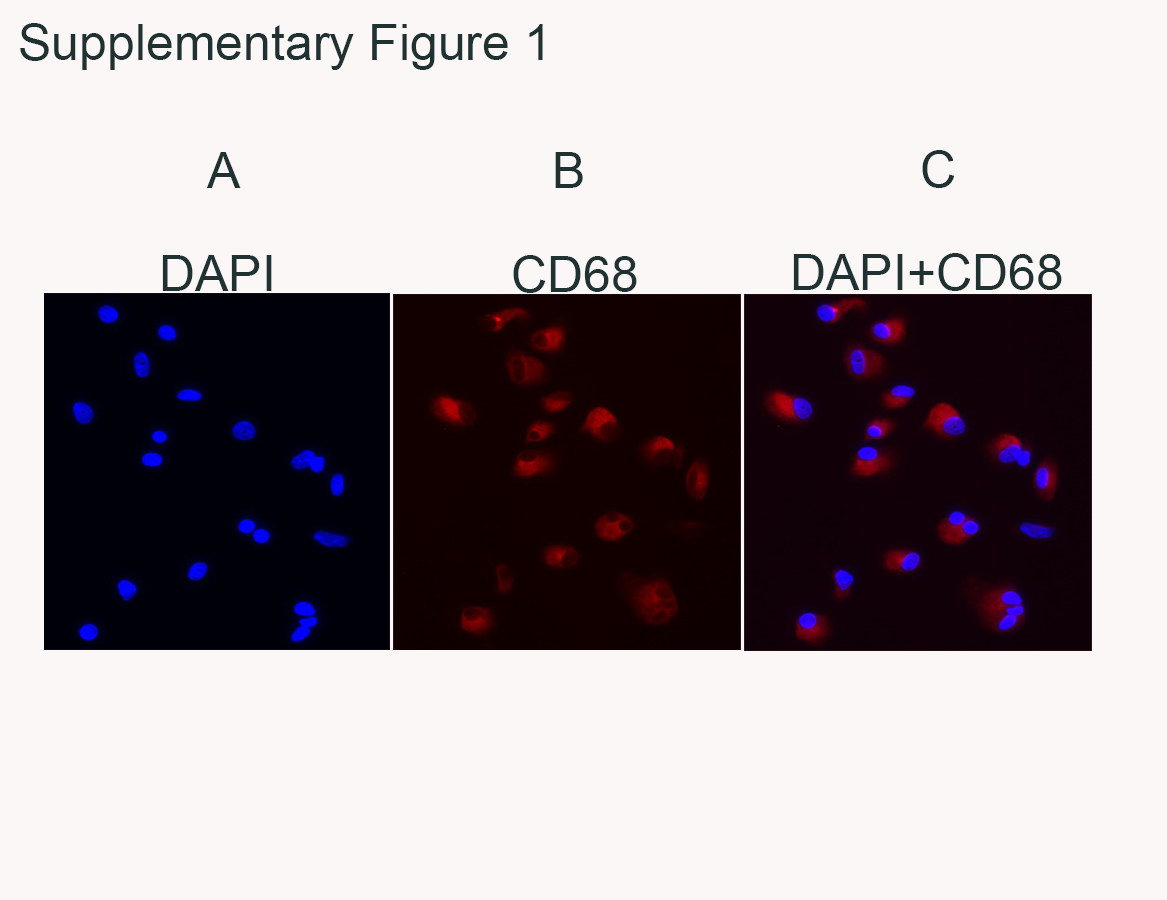 Supplementary Figure 1
A B C
DAPI CD68 DAPI+CD68